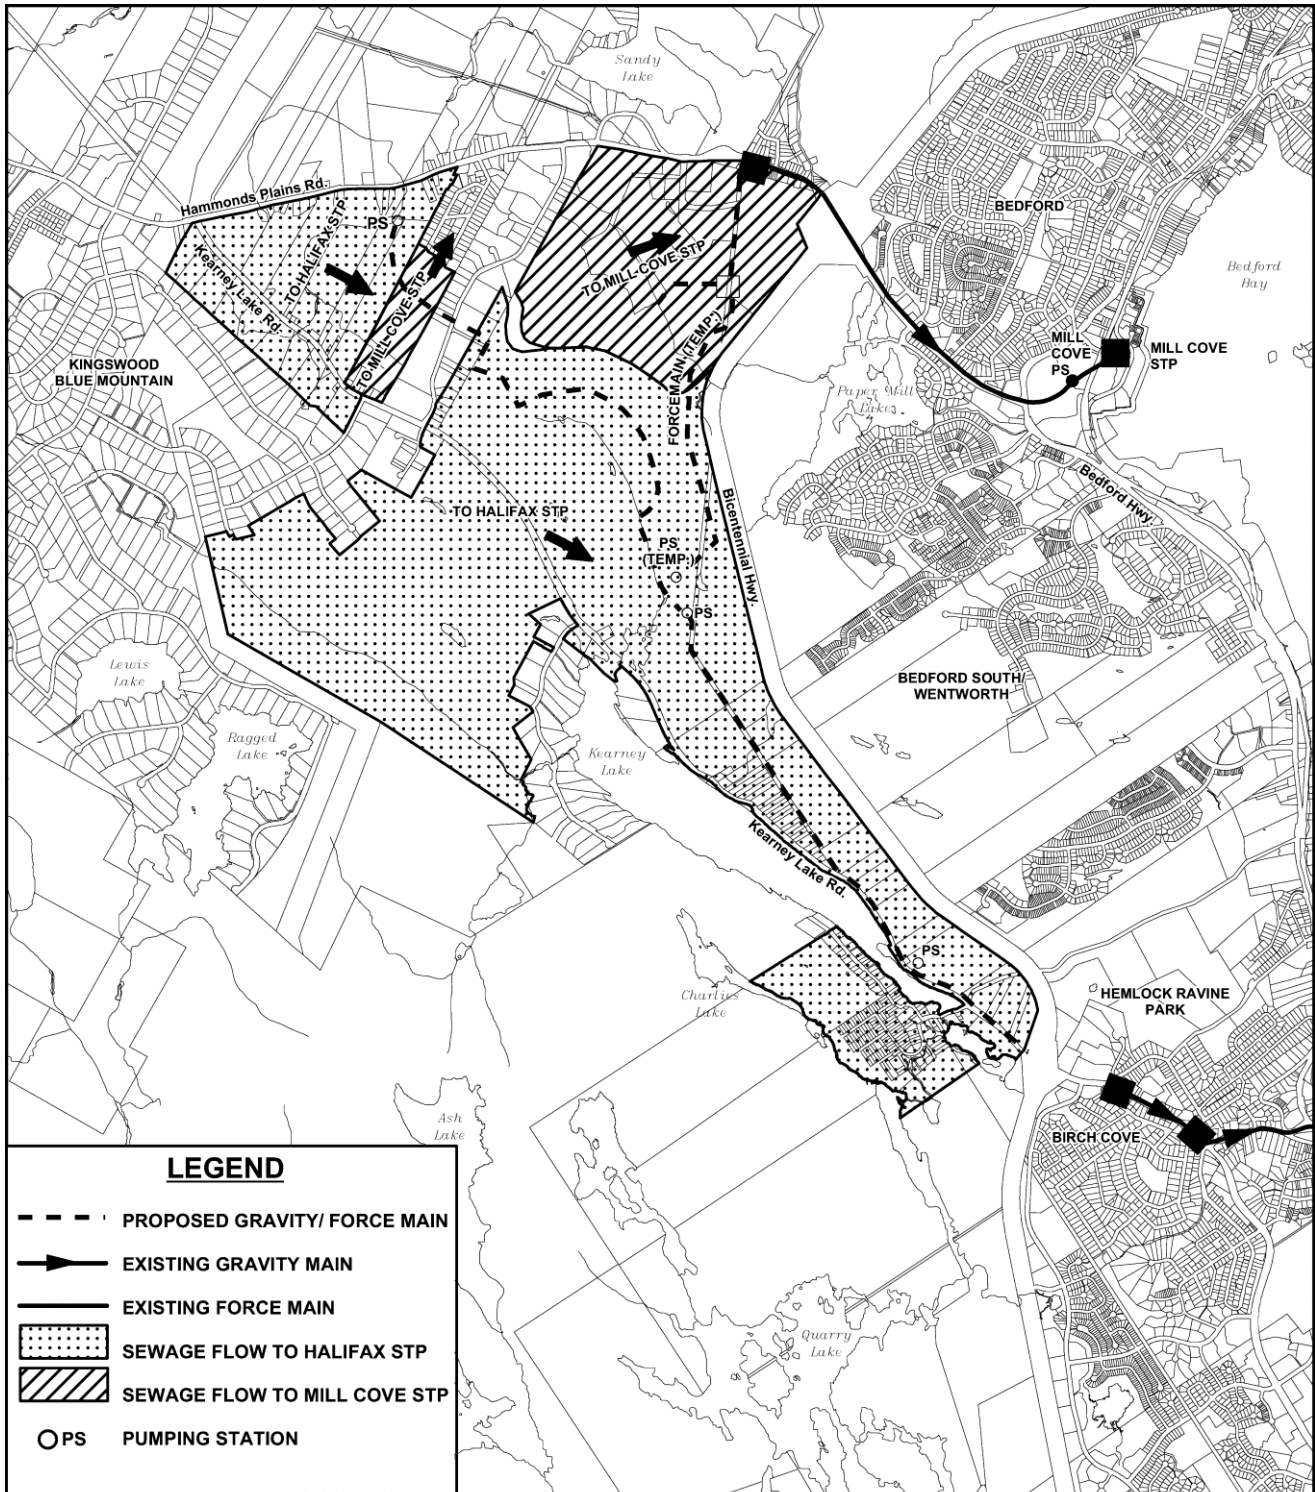 Sandy
Lake
Hammonds Plains Rd.
PS
BEDFORD
TO HALIFAX STP
Kearney Lake Rd.
TO MILL COVE STP
TO MILL COVE STP
Bedford
Bay
FORCEMAIN (TEMP.)
MILL
COVE
PS
MILL COVE
STP
KINGSWOOD
BLUE MOUNTAIN
Paper Mill
Lakes
Bedford Hwy.
TO HALIFAX STP
Bicentennial Hwy
PS
(TEMP.)
PS
Lewis
Lake
BEDFORD SOUTH/
WENTWORTH
Ragged
Lake
Kearney
Lake
Kearney Lake Rd.
PS
Charlies
Lake
HEMLOCK RAVINE
PARK
Ash
Lake
BIRCH COVE
Quarry
Lake
LEGEND
PROPOSED GRAVITY/ FORCE MAIN
EXISTING GRAVITY MAIN
EXISTING FORCE MAIN
SEWAGE FLOW TO HALIFAX STP
SEWAGE FLOW TO MILL COVE STP
PS PUMPING STATION